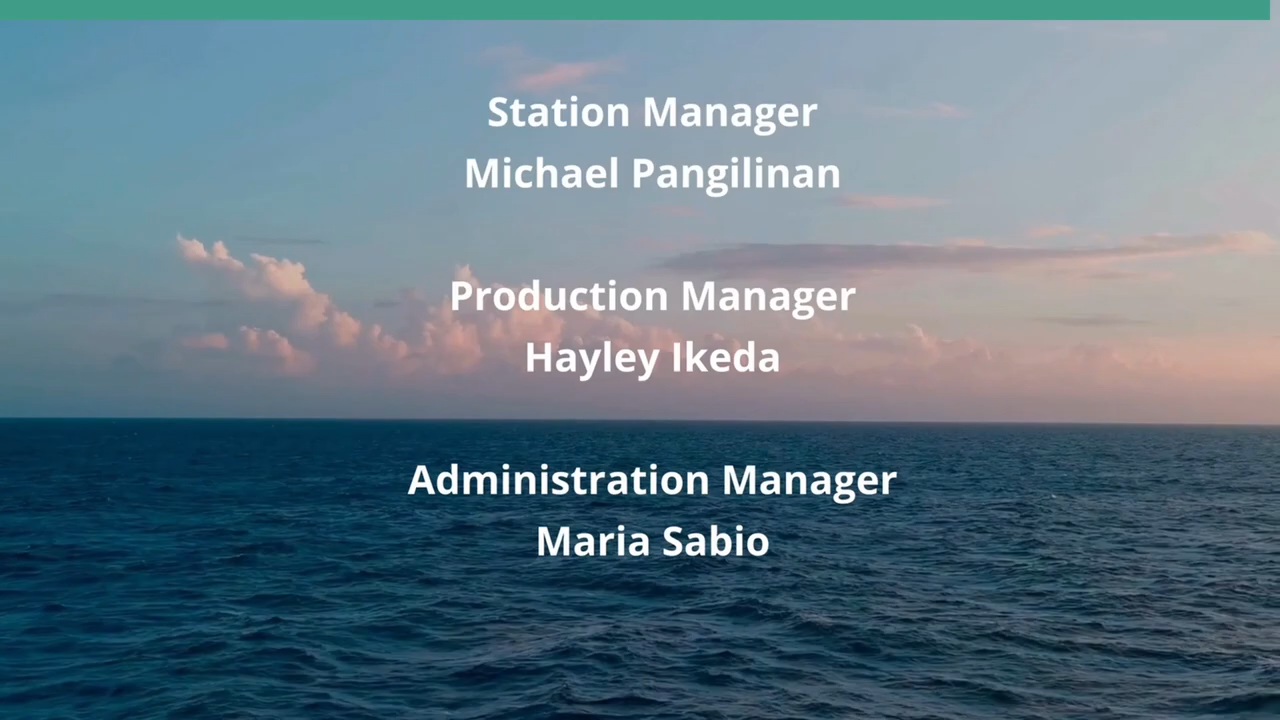 Station Manager
Michael Pangilinan
Production Manager
Hayley Ikeda
Administration Manager
Maria Sabio